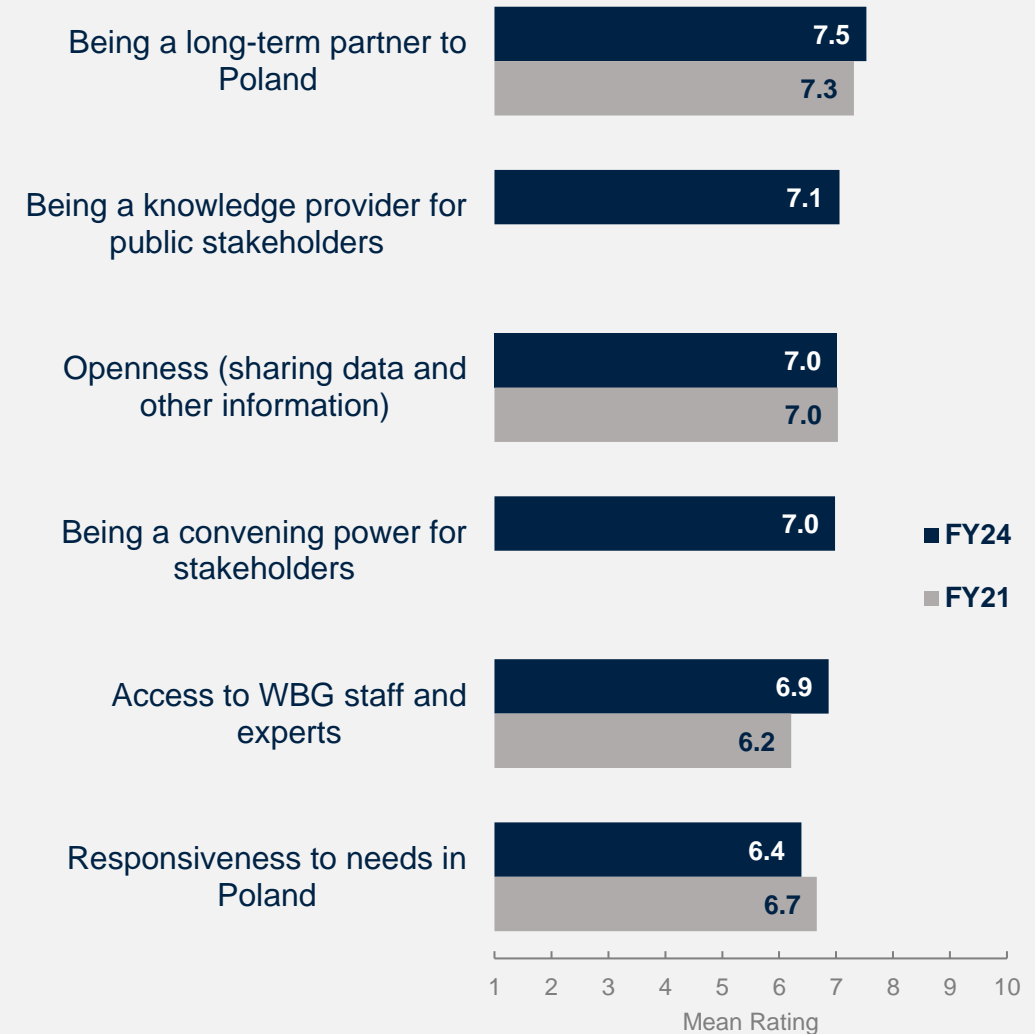 Being a long-term partner to
Poland
7.5
7.3
Being a knowledge provider for
public stakeholders
7.1
Openness (sharing data and
other information)
7.0
7.0
Being a convening power for
stakeholders
7.0
FY24
FY21
Access to WBG staff and
experts
6.9
6.2
Responsiveness to needs in
Poland
6.4
6.7
1 2 3 4 5 6 7 8 9 10
Mean Rating